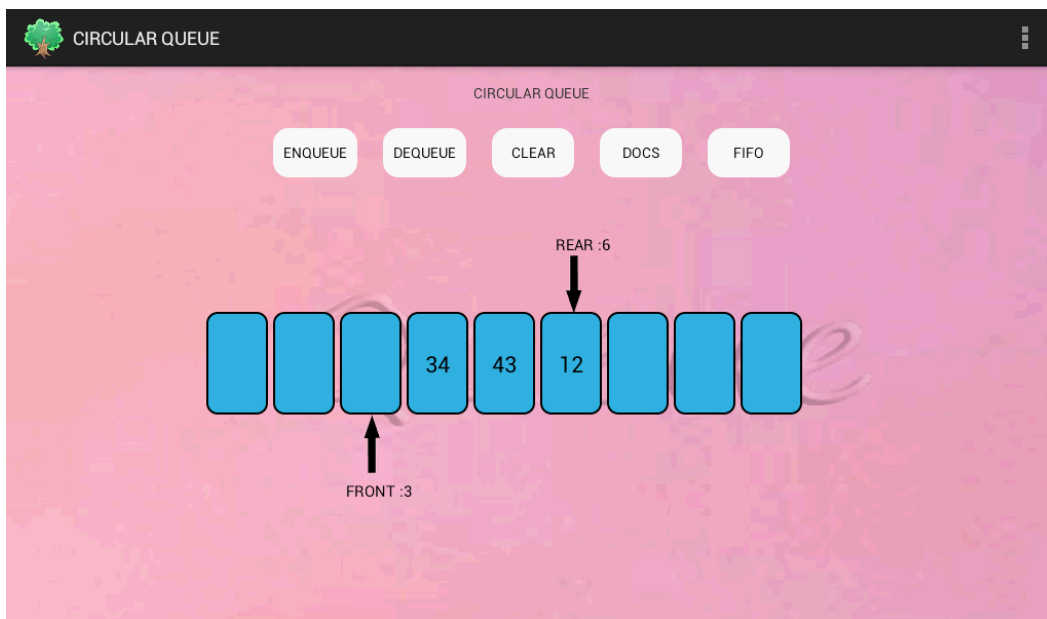 CIRCULAR QUEUE
CIRCULAR QUEUE
ENQUEUE DEQUEUE CLEAR DOCS FIFO
REAR :6
34 43 12
FRONT :3